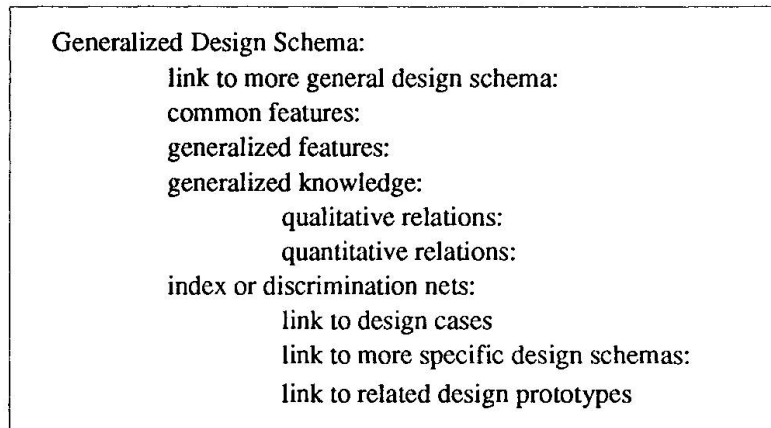 Generalized Design Schema:
link to more general design schema:
common features:
generalized features:
generalized knowledge:
qualitative relations:
quantitative relations:
index or discrimination nets:
link to design cases
link to more specific design schemas:
link to related design prototypes